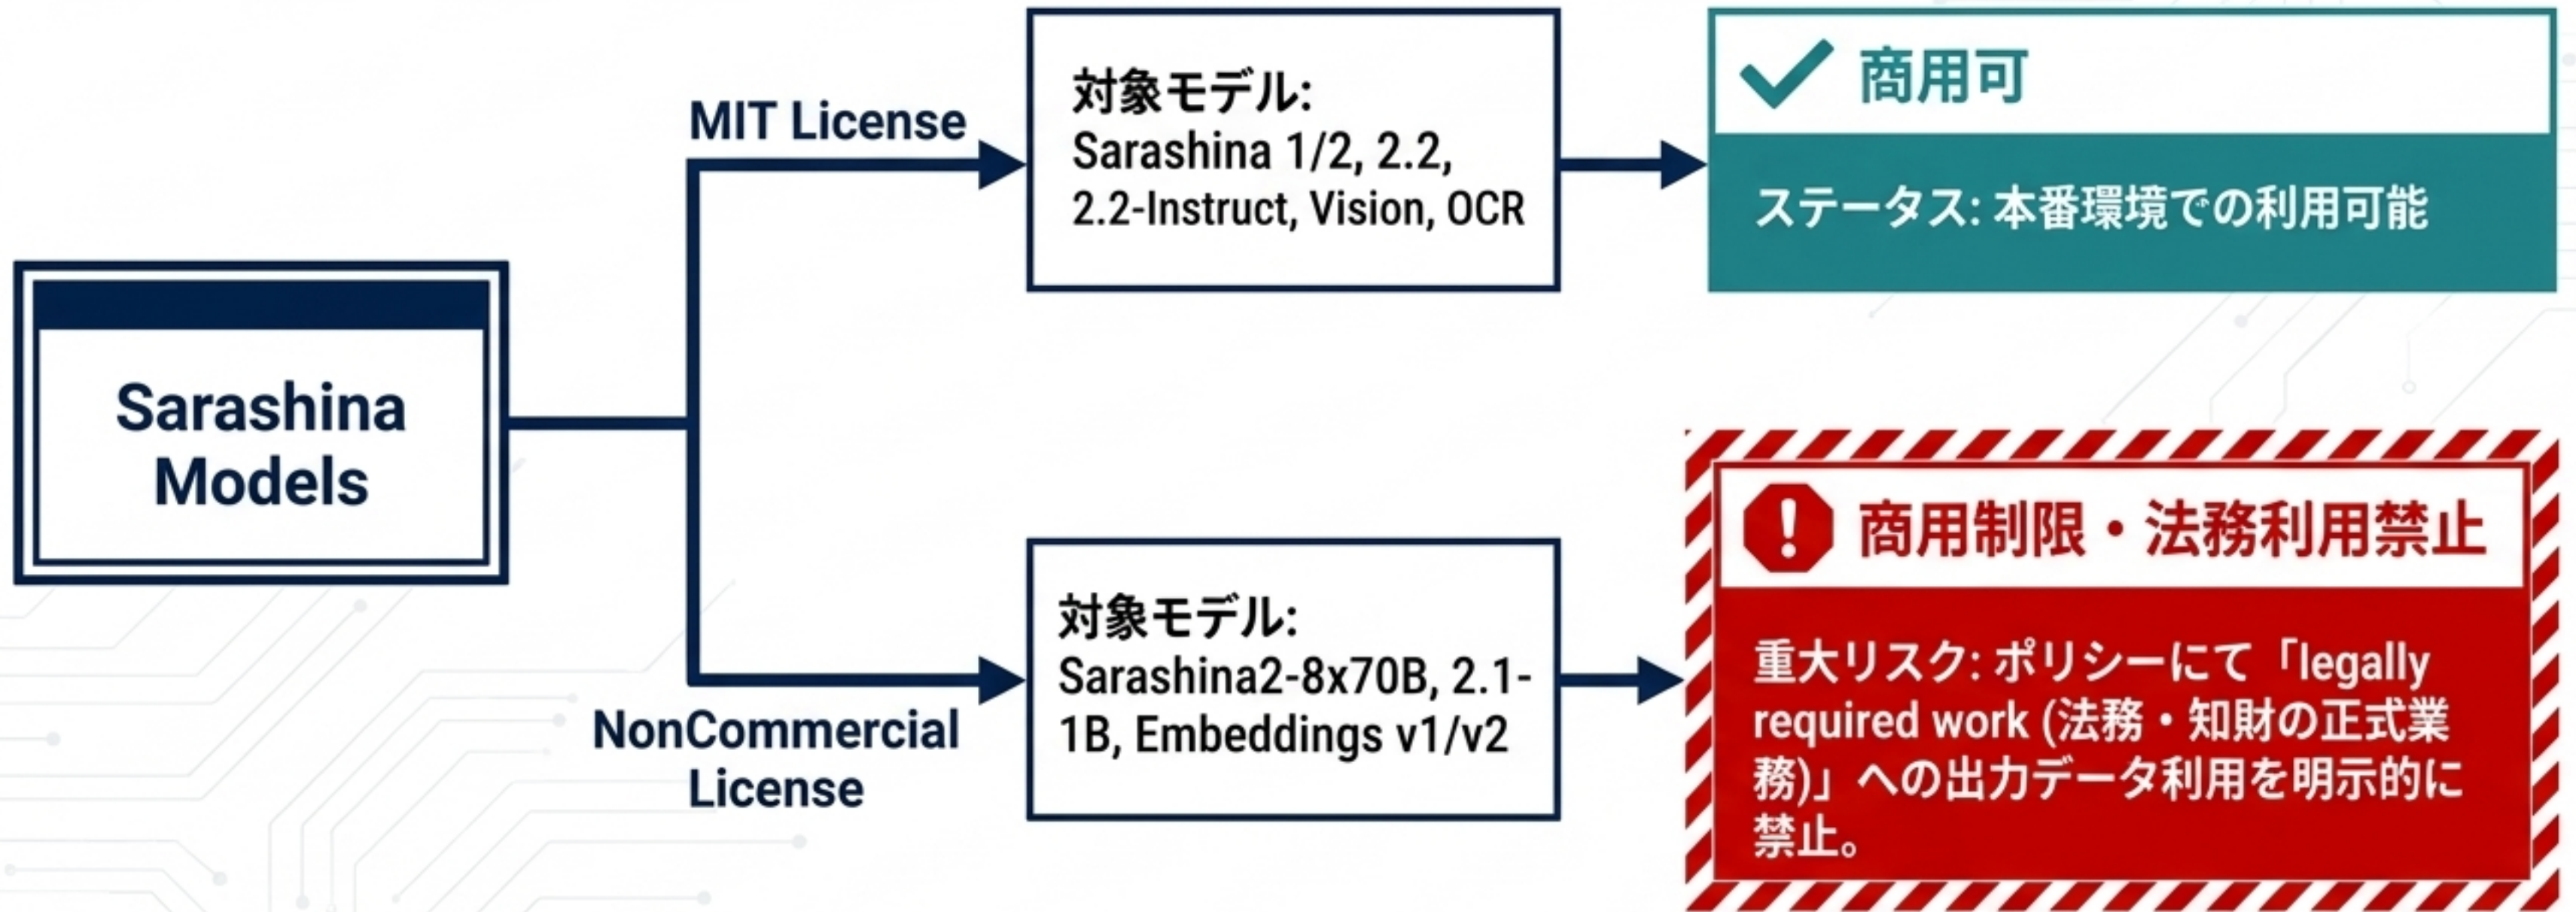 Sarashina
Models
MIT License
対象モデル:
Sarashina 1/2, 2.2,
2.2-Instruct, Vision, OCR
商用可
ステータス: 本番環境での利用可能
NonCommercial
License
対象モデル:
Sarashina2-8x70B, 2.1-
1B, Embeddings v1/v2
商用制限・法務利用禁止
重大リスク: ポリシーにて「legally
required work (法務・知財の正式業
務)」への出力データ利用を明示的に
禁止。